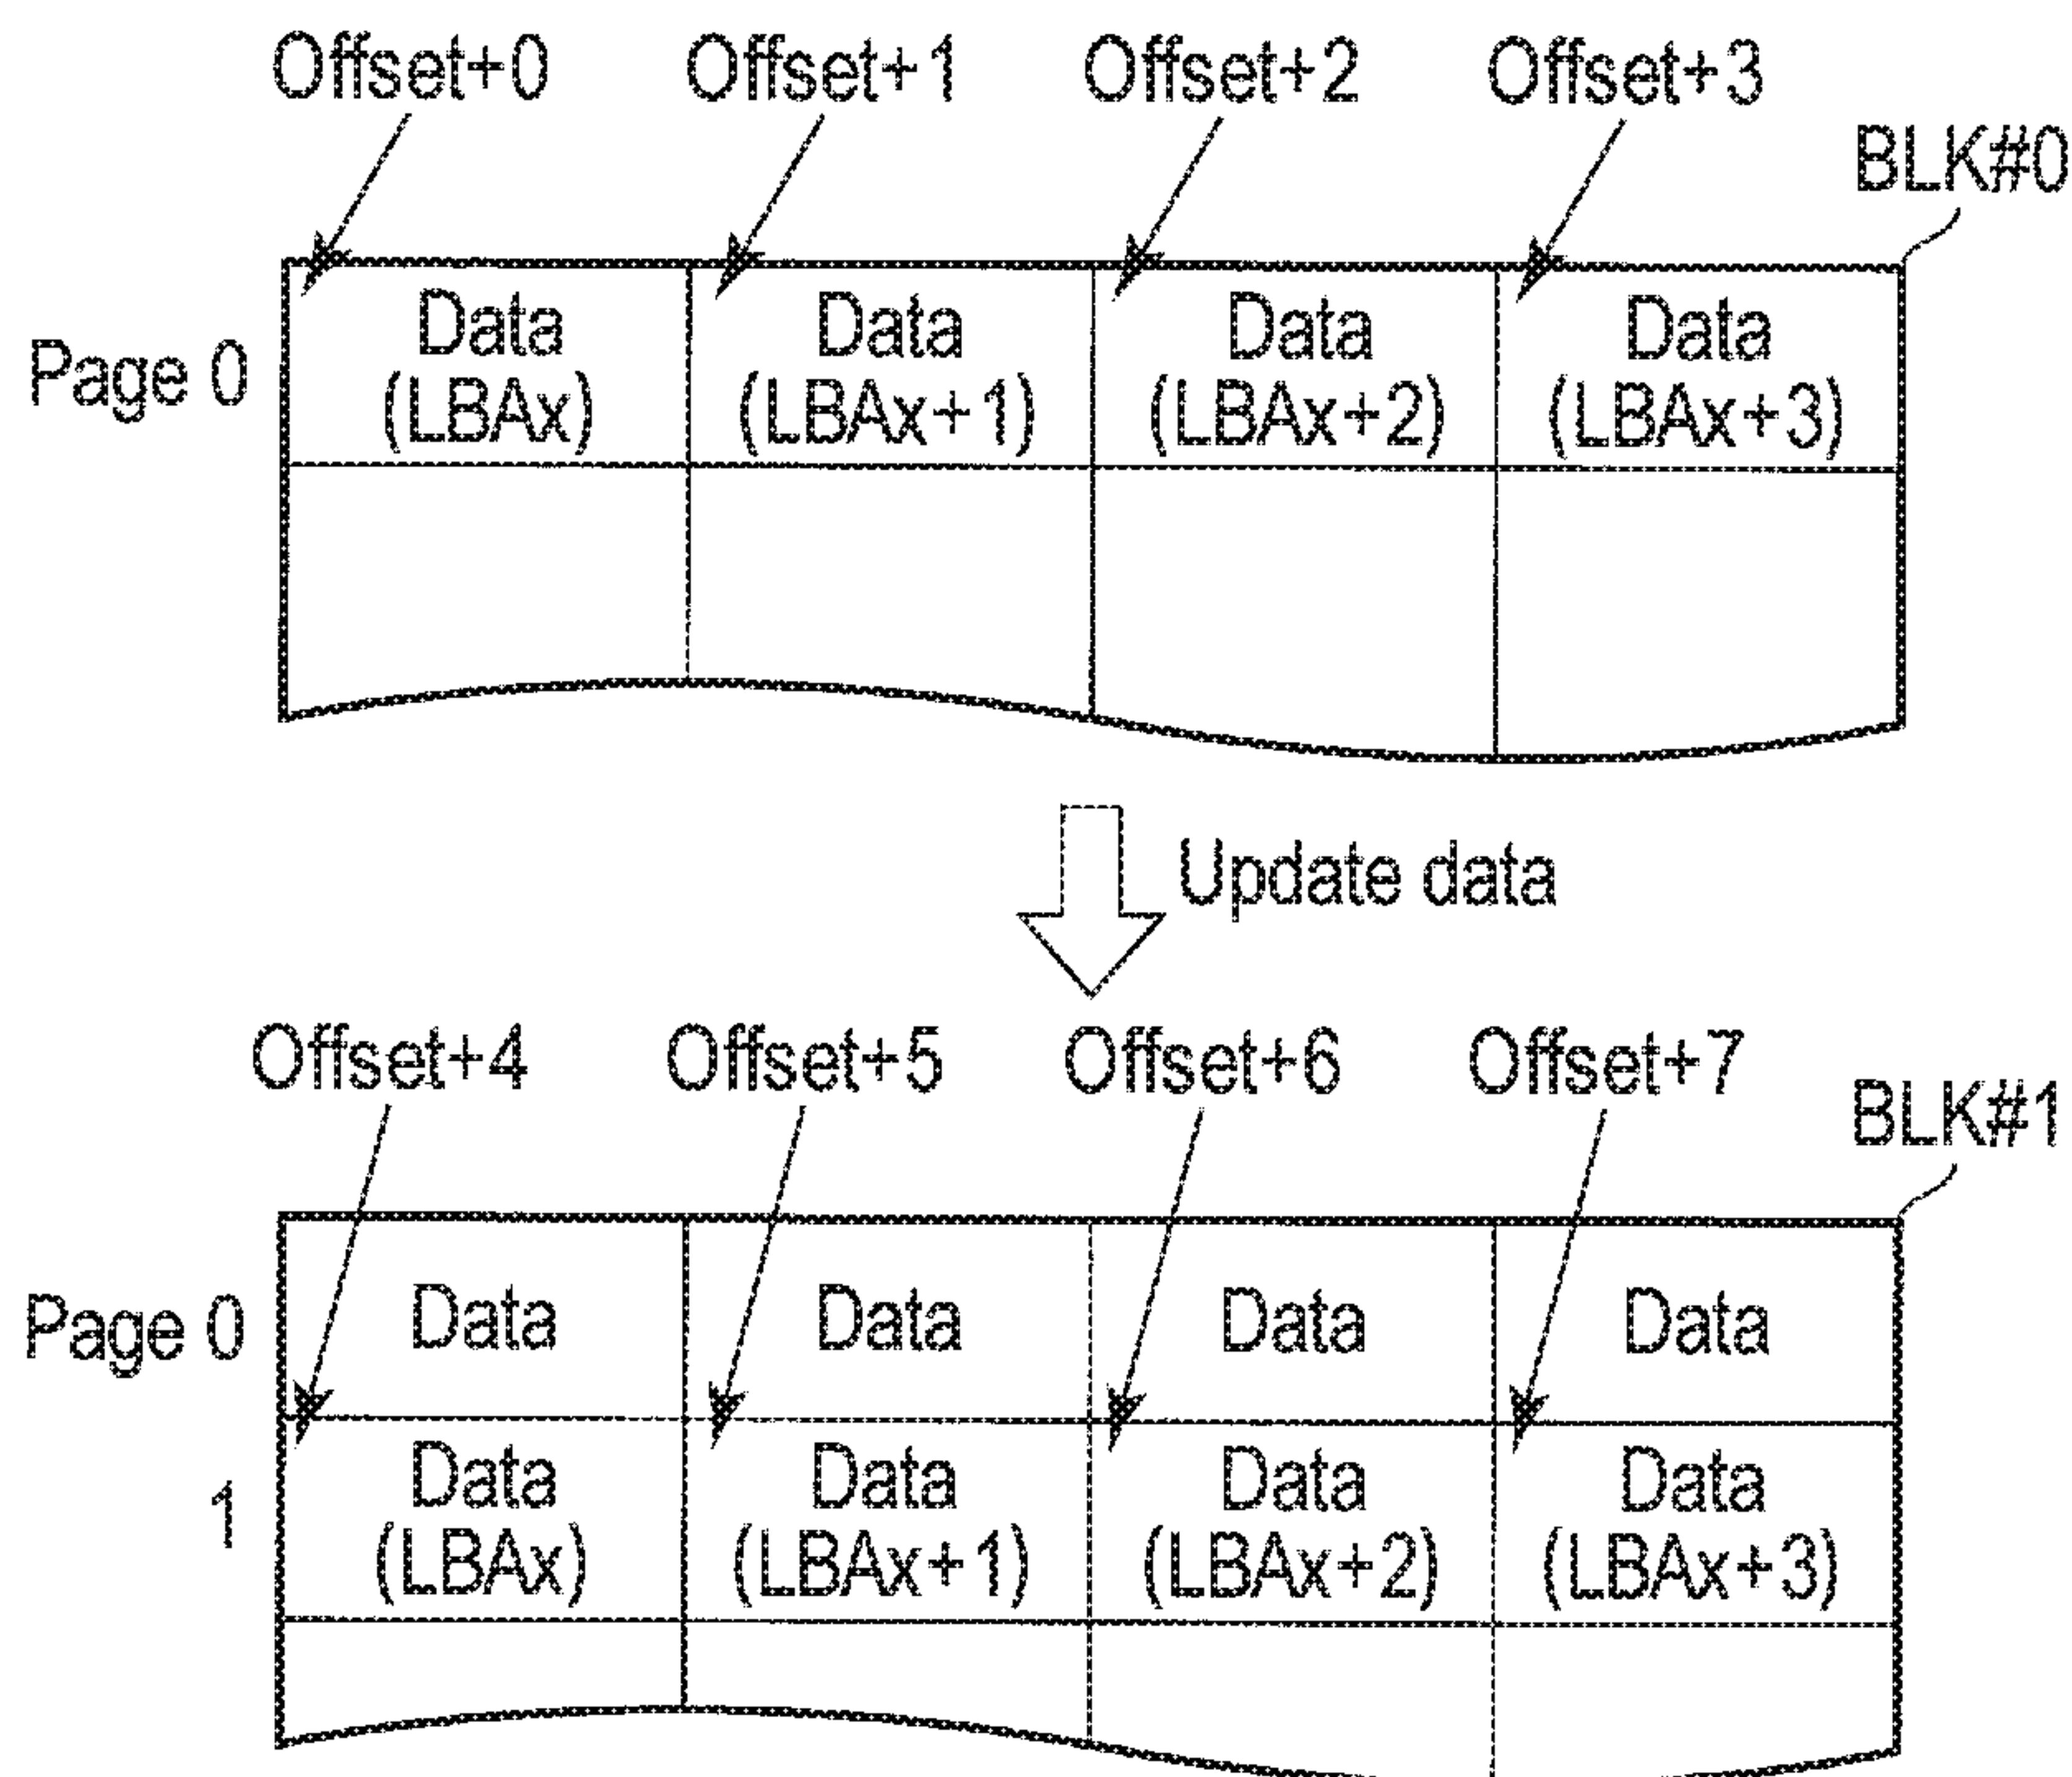 Offset+0 Offset+1 Offset+2 Offset+3
BLK#0
Page 0
Data Data Data Data
(LBAx) (LBAx+1) (LBAx+2) (LBAx+3)
Update data
Offset+4 Offset+5 Offset+6 Offset+7
BLK#1
Page 0 Data Data Data Data
1
Data Data Data Data
(LBAx) (LBAx+1) (LBAx+2) (LBAx+3)